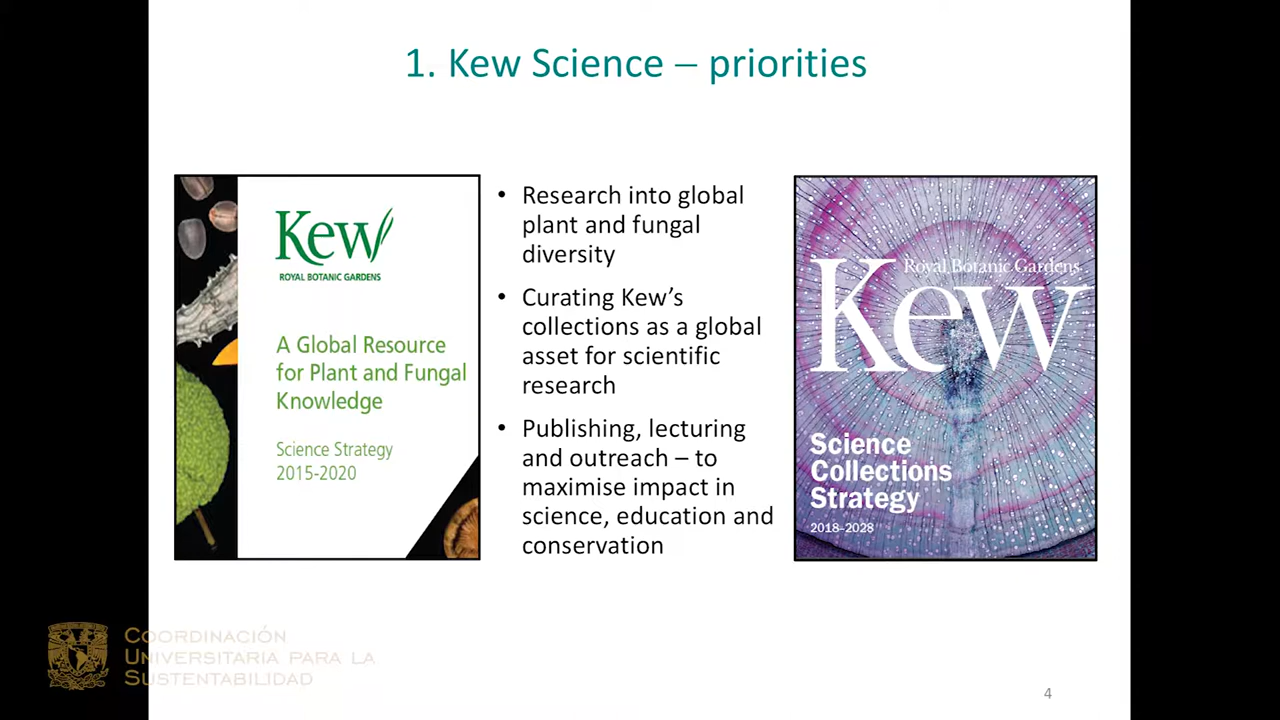 1. Kew Science – priorities
Kew
ROYAL BOTANIC GARDENS
A Global Resource
for Plant and Fungal
Knowledge
Science Strategy
2015-2020
• Research into global
plant and fungal
diversity
• Curating Kew’s
collections as a global
asset for scientific
research
• Publishing, lecturing
and outreach – to
maximise impact in
science, education and
conservation
Royal Botanic Gardens
Kew
Science
Collections
Strategy
2018-2028
COORDINACIÓN
UNIVERSITARIA PARA LA
SUSTENTABILIDAD
4